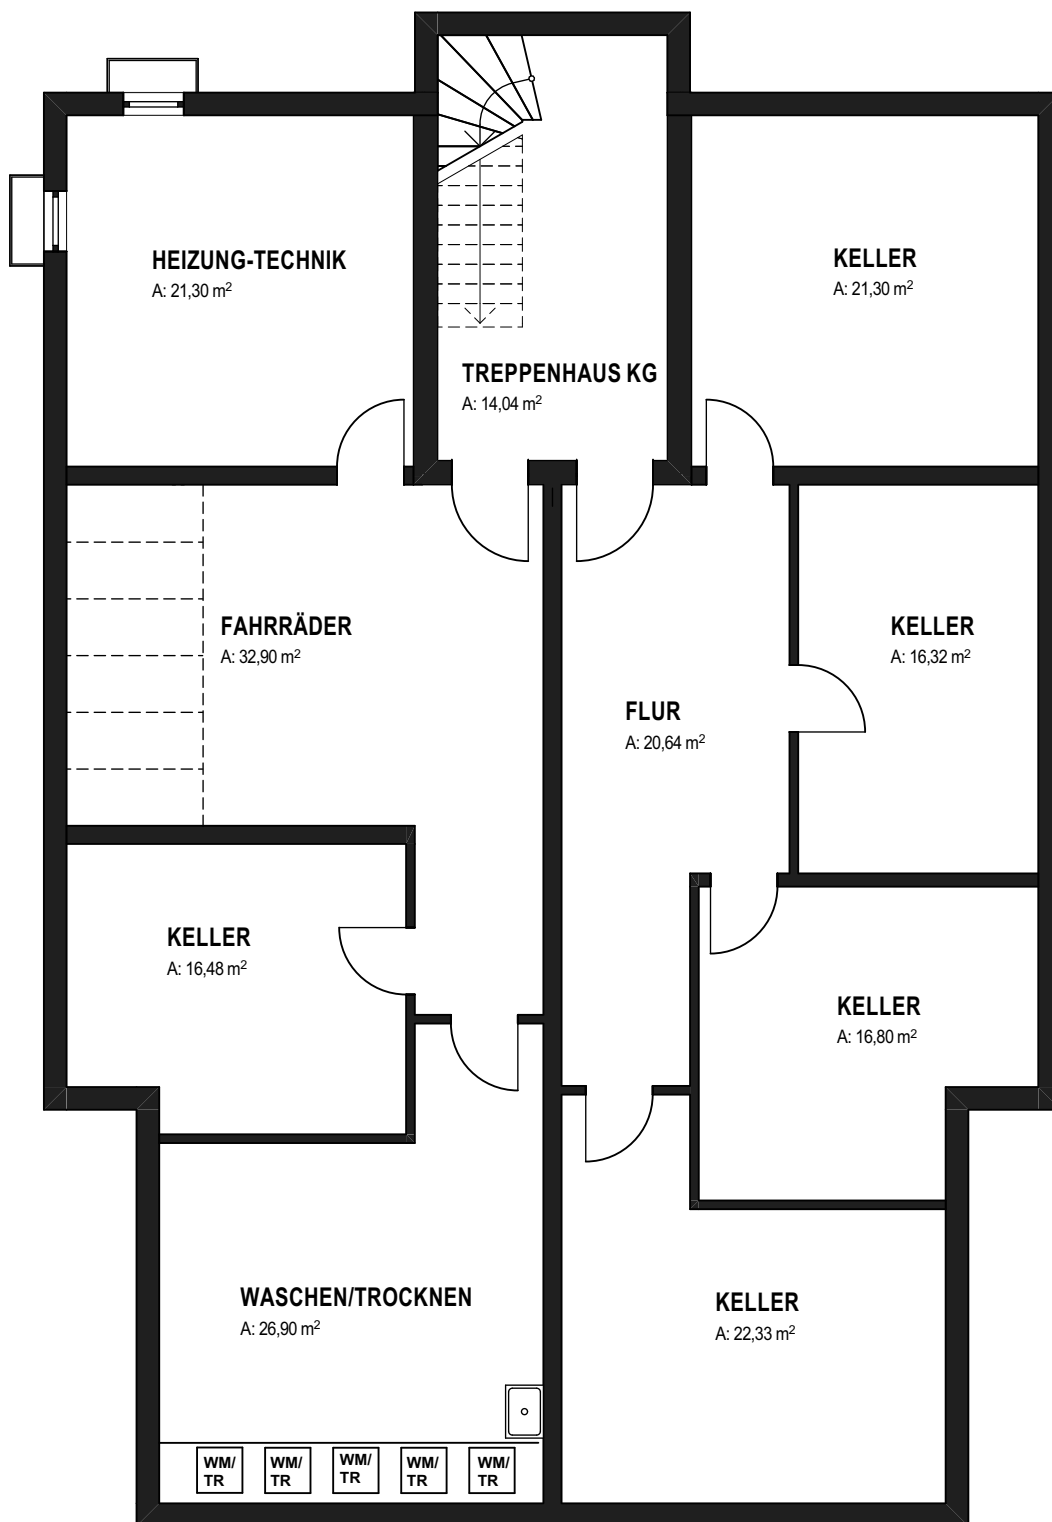 HEIZUNG-TECHNIK
A: 21,30 m²
KELLER
A: 21,30 m²
TREPPENHAUS KG
A: 14,04 m²
FAHRRÄDER
A: 32,90 m²
KELLER
A: 16,32 m²
FLUR
A: 20,64 m²
KELLER
A: 16,48 m²
KELLER
A: 16,80 m²
WASCHEN/TROCKNEN
A: 26,90 m²
KELLER
A: 22,33 m²
WM/
TR
WM/
TR
WM/
TR
WM/
TR
WM/
TR